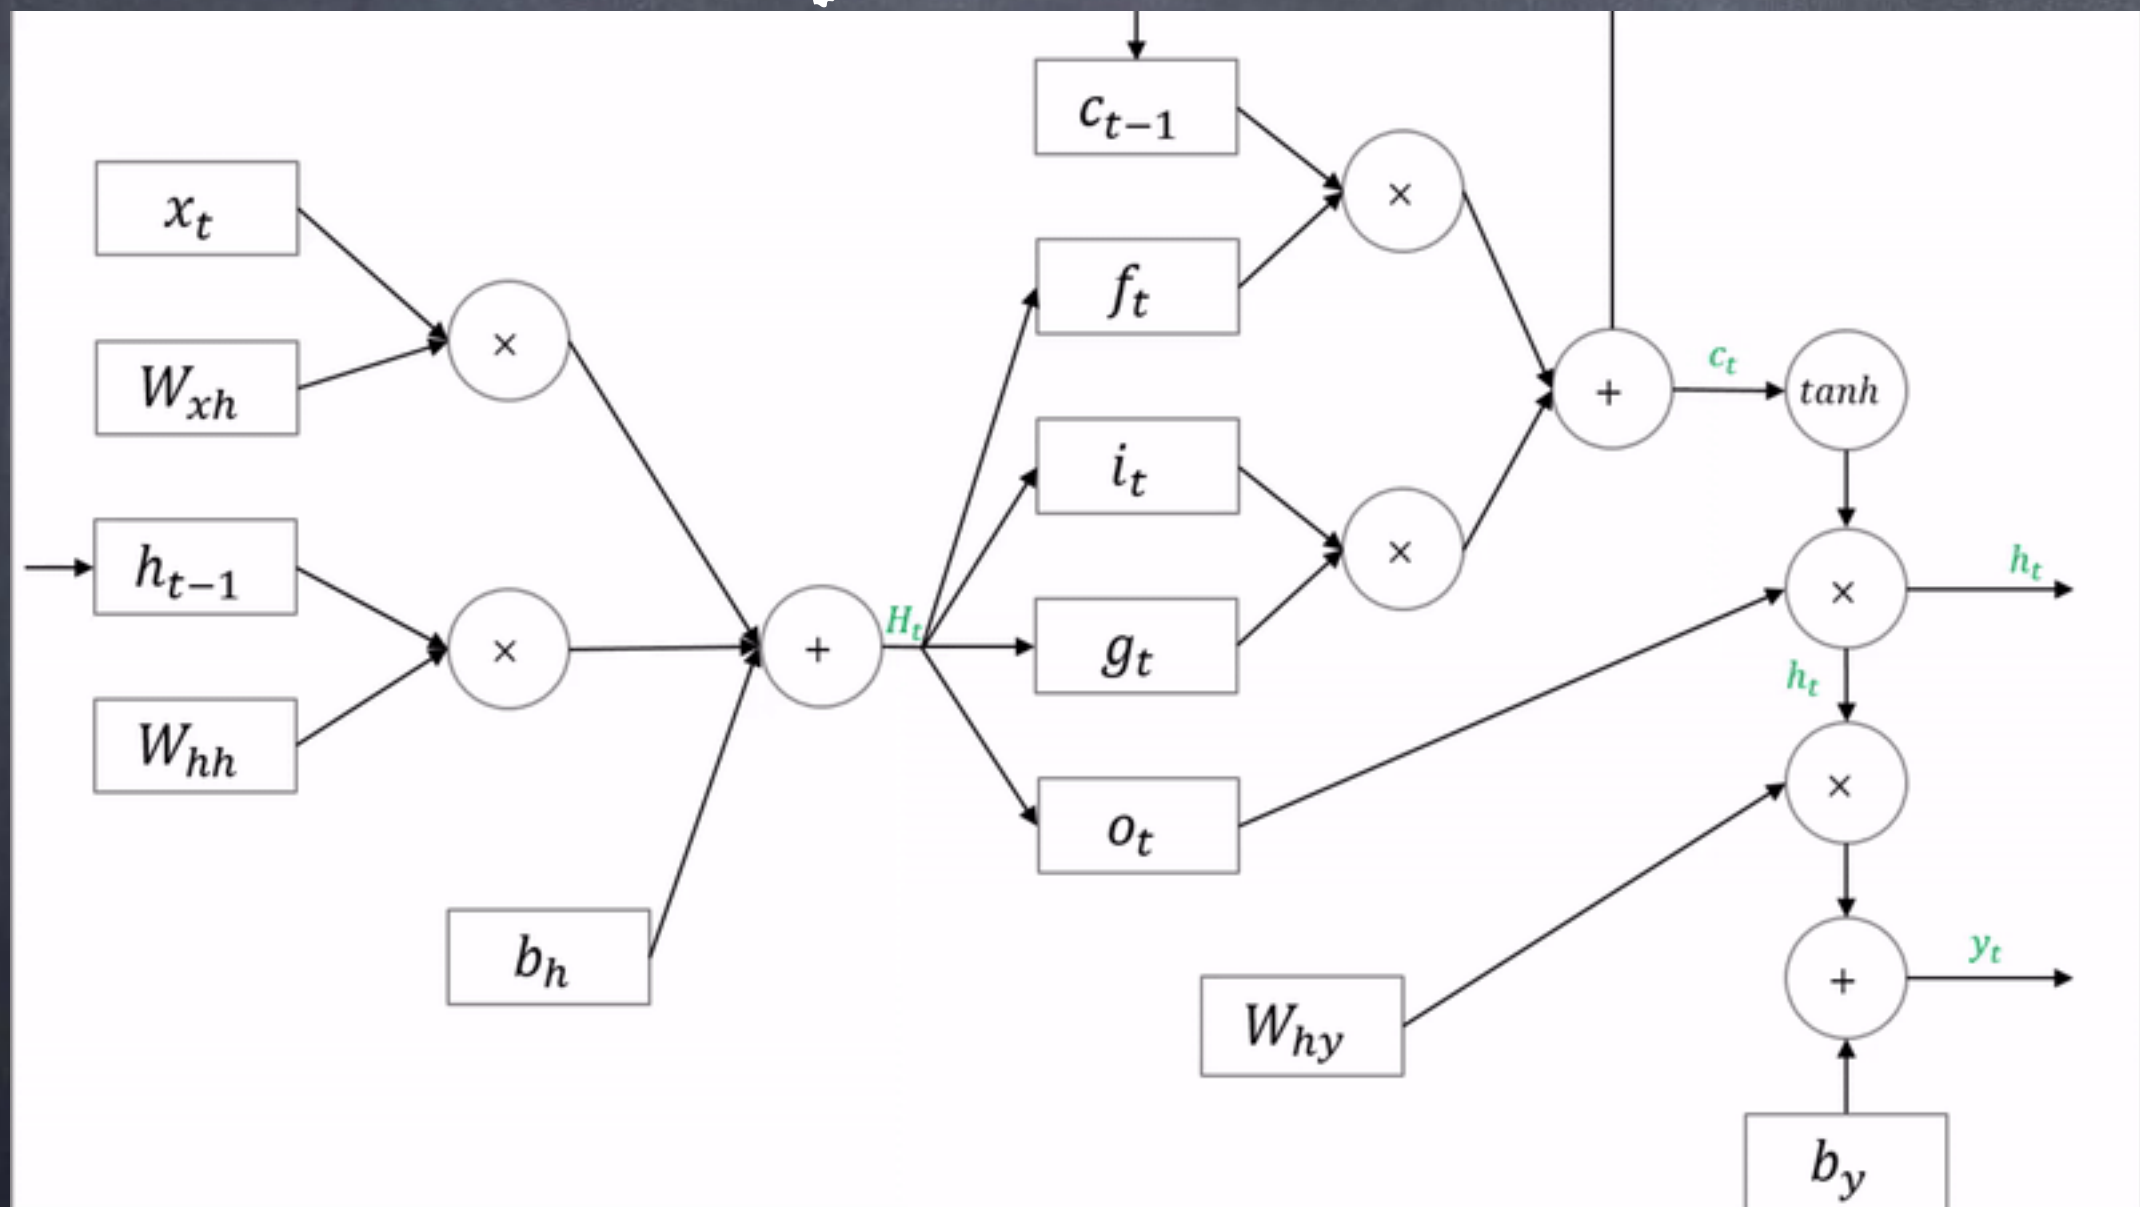 c_{t-1}
x_t
×
f_t
W_{xh}
×
c_t
+
tanh
i_t
h_{t-1}
×
h_t
×
H_t
×
+
g_t
h_t
W_{hh}
×
o_t
b_h
y_t
+
W_{hy}
b_y